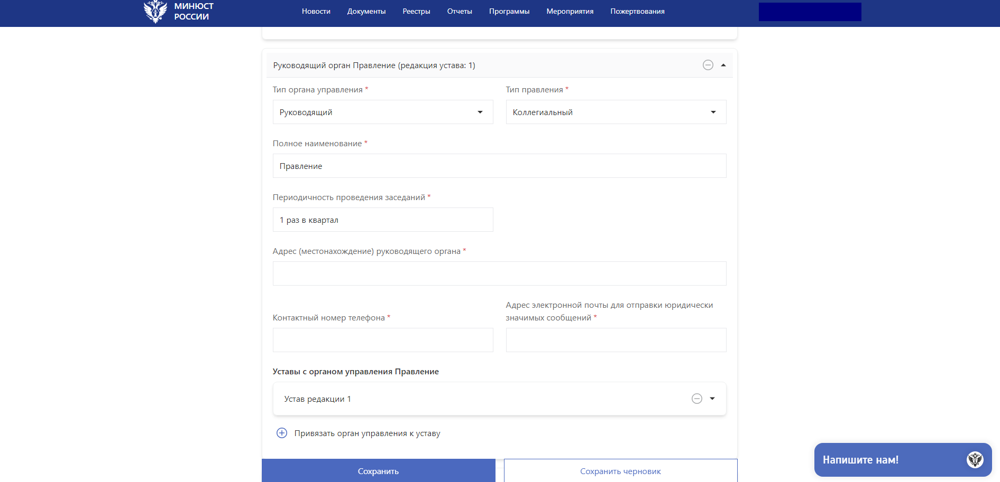 МИНЮСТ
РОССИИ
Новости Документы Реестры Отчеты Программы Мероприятия Пожертвования
Руководящий орган Правление (редакция устава: 1)
Тип органа управления * Тип правления *
Руководящий Коллегиальный
Полное наименование *
Правление
Периодичность проведения заседаний *
1 раз в квартал
Адрес (местонахождение) руководящего органа *
Адрес электронной почты для отправки юридически
Контактный номер телефона * значимых сообщений *
Уставы с органом управления Правление
Устав редакции 1
Привязать орган управления к уставу
Напишите нам!
Сохранить Сохранить черновик